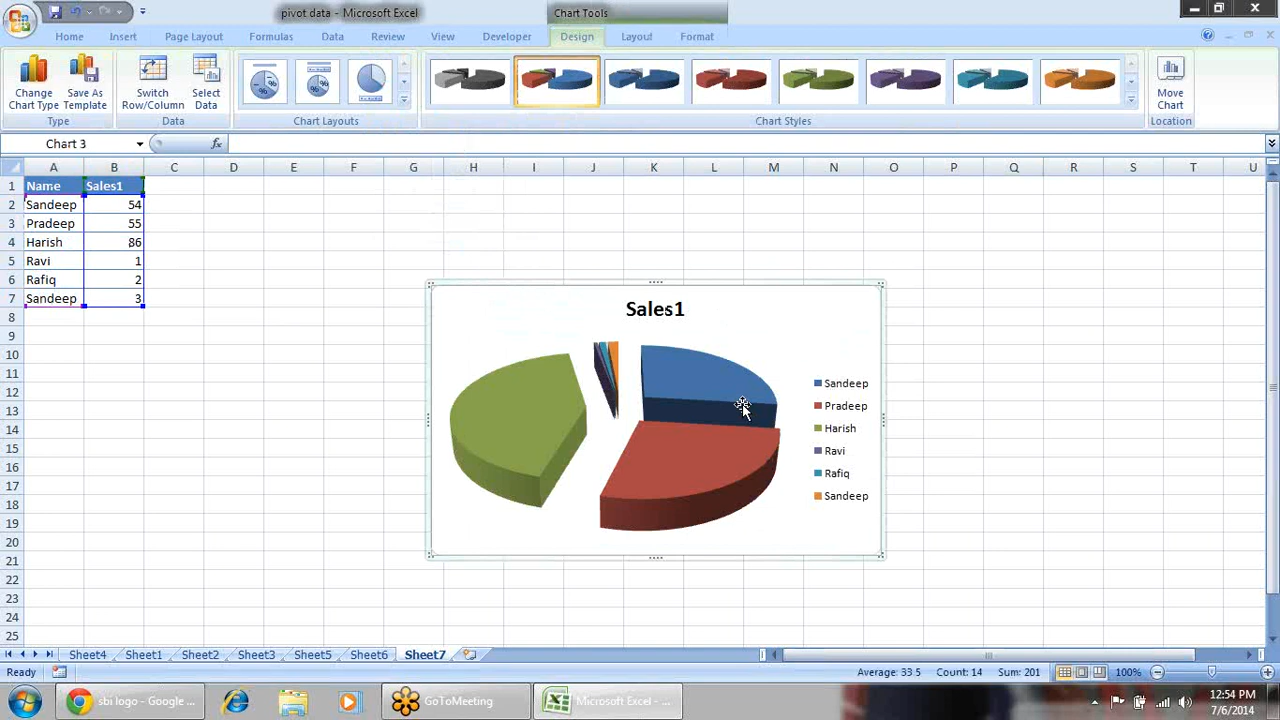 pivot data - Microsoft Excel
Chart Tools
Home Insert Page Layout Formulas Data Review View Developer Design Layout Format
Change Chart Type
Save As Template
Switch Row/Column
Select Data
Move Chart
Type Data Chart Layouts Chart Styles Location
Chart 3 fx
A B C D E F G H I J K L M N O P Q R S T U
1 Name Sales1
2 Sandeep 54
3 Pradeep 55
4 Harish 86
5 Ravi 1
6 Rafiq 2
7 Sandeep 3
8
9
10
11
12
13
14
15
16
17
18
19
20
21
22
23
24
25
Sales1
Sandeep
Pradeep
Harish
Ravi
Rafiq
Sandeep
Sheet4 Sheet1 Sheet2 Sheet3 Sheet5 Sheet6 Sheet7
Ready Average: 33.5 Count: 14 Sum: 201 100%
sbi logo - Google ... GoToMeeting Microsoft Excel - ... 12:54 PM
7/6/2014